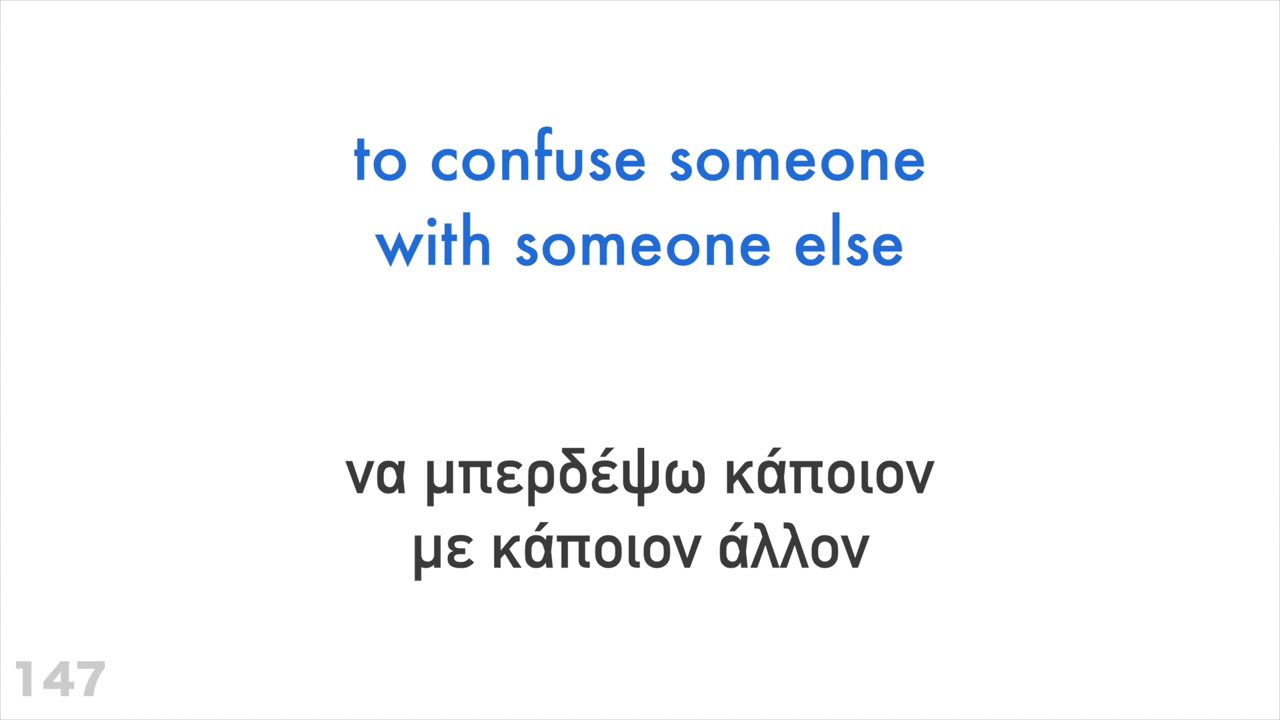 to confuse someone
with someone else
να μπερδέψω κάποιον
με κάποιον άλλον
147